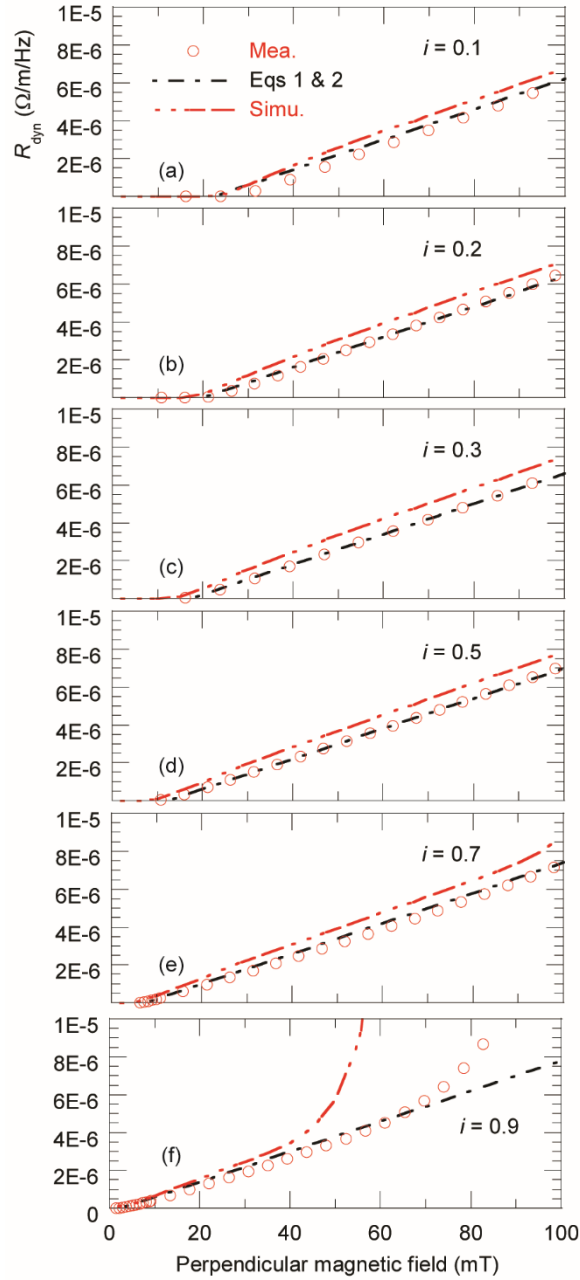 1E-5
8E-6
6E-6
4E-6
2E-6
R_dyn (Ω/m/Hz)
Mea.
Eqs 1 & 2
Simu.
i = 0.1
(a)
1E-5
8E-6
6E-6
4E-6
2E-6
i = 0.2
(b)
1E-5
8E-6
6E-6
4E-6
2E-6
i = 0.3
(c)
1E-5
8E-6
6E-6
4E-6
2E-6
i = 0.5
(d)
1E-5
8E-6
6E-6
4E-6
2E-6
i = 0.7
(e)
1E-5
8E-6
6E-6
4E-6
2E-6
0
i = 0.9
(f)
0 20 40 60 80 100
Perpendicular magnetic field (mT)